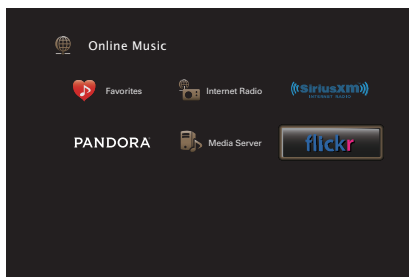 Online Music
Favorites
Internet Radio
((SiriusXM))
INTERNET RADIO
PANDORA
Media Server
flickr